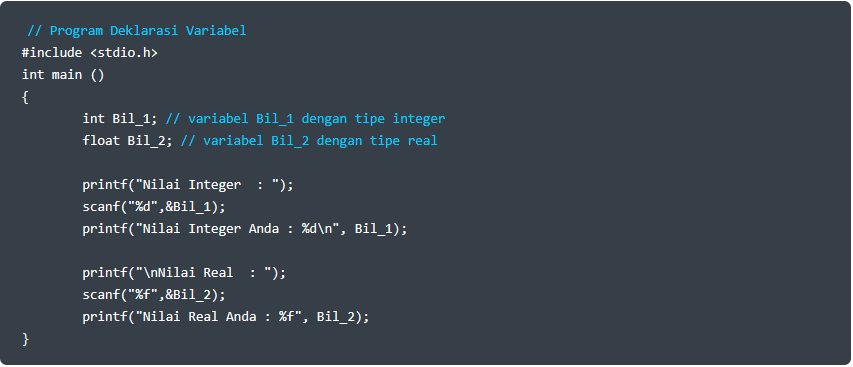 // Program Deklarasi Variabel
#include <stdio.h>
int main ()
{
int Bil_1; // variabel Bil_1 dengan tipe integer
float Bil_2; // variabel Bil_2 dengan tipe real
printf("Nilai Integer  : ");
scanf("%d",&Bil_1);
printf("Nilai Integer Anda : %d\n", Bil_1);
printf("\nNilai Real  : ");
scanf("%f",&Bil_2);
printf("Nilai Real Anda : %f", Bil_2);
}